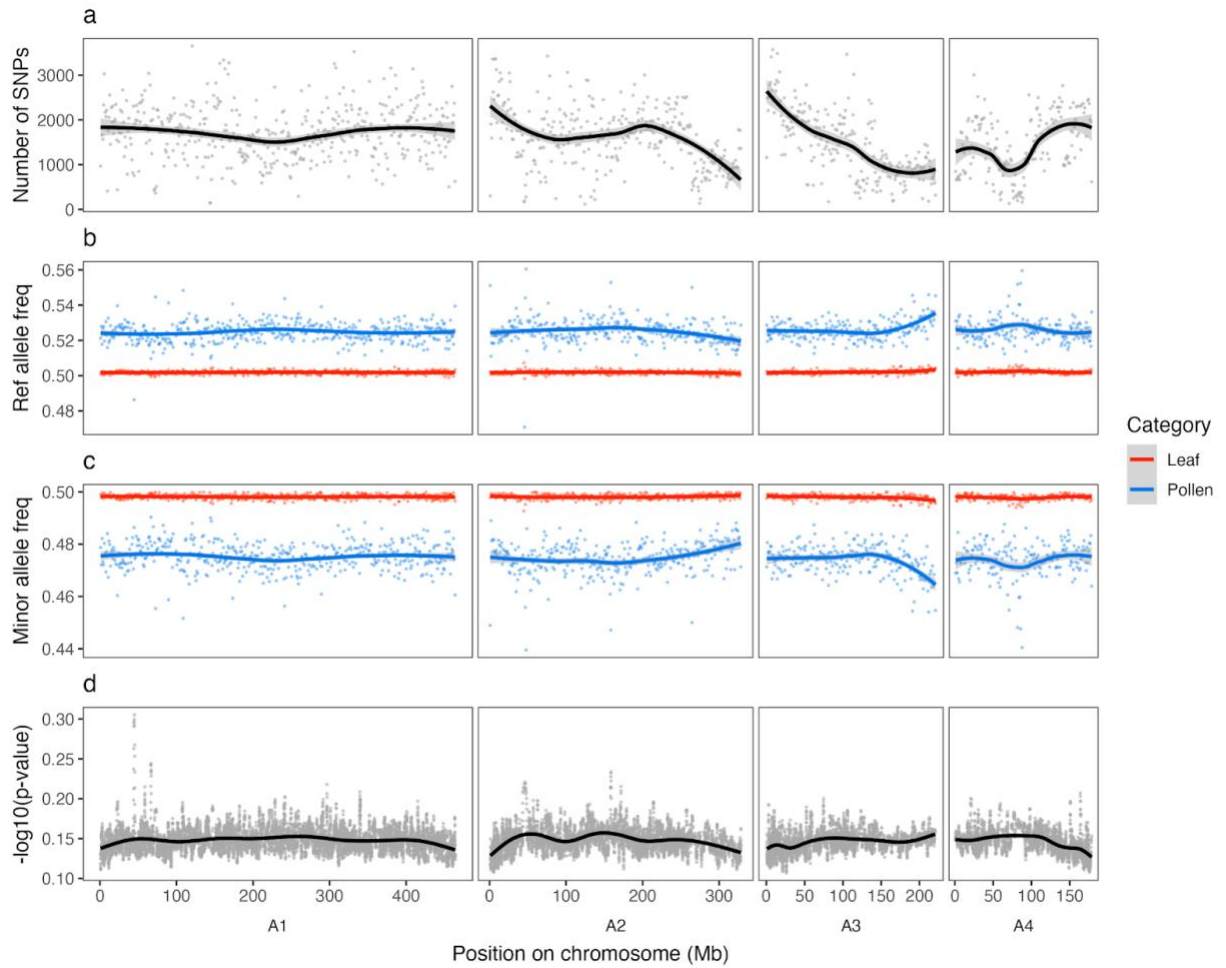 a
Number of SNPs
3000
2000
1000
0
b
Ref allele freq
0.56
0.54
0.52
0.50
0.48
c
Minor allele freq
0.50
0.48
0.46
0.44
Category
Leaf
Pollen
d
-log10(p-value)
0.30
0.25
0.20
0.15
0.10
0 100 200 300 400 0 100 200 300 0 50 100 150 200 0 50 100 150
A1 A2 A3 A4
Position on chromosome (Mb)